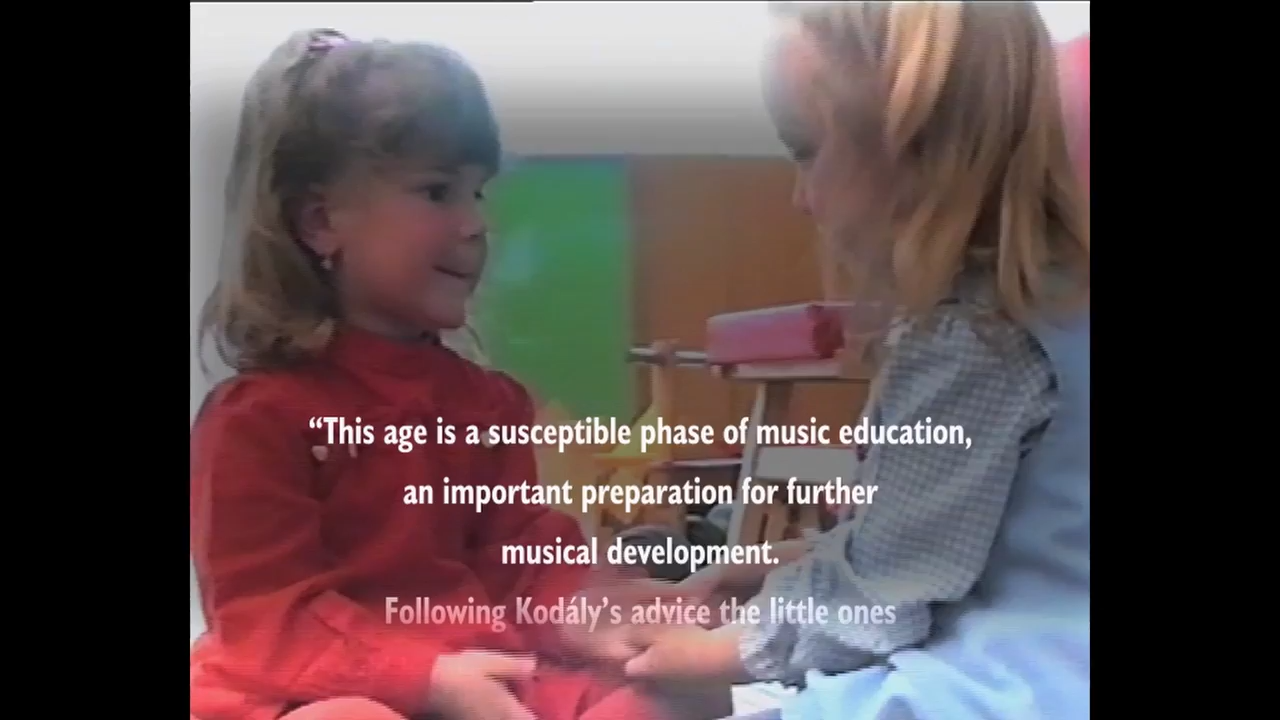 “This age is a susceptible phase of music education,
an important preparation for further
musical development.
Following Kodály’s advice the little ones